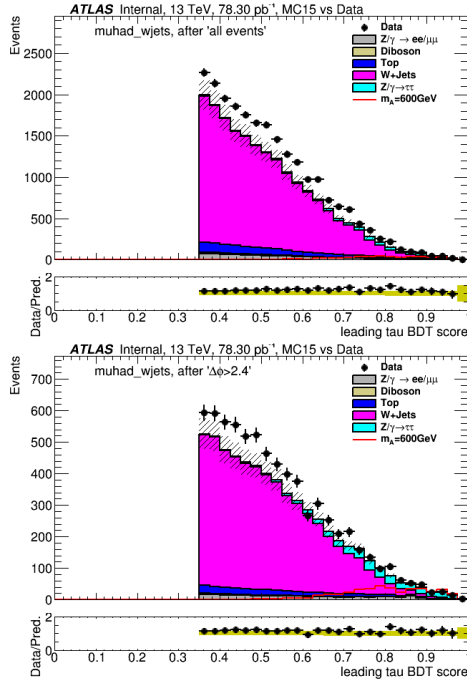 ATLAS Internal, 13 TeV, 78.30 pb⁻¹, MC15 vs Data
Events
muhad_wjets, after 'all events'
Data
Z/γ → ee/μμ
Diboson
Top
W+Jets
Z/γ→ττ
m_A=600GeV
2500
2000
1500
1000
500
0
Data/Pred.
2
1
0
0 0.1 0.2 0.3 0.4 0.5 0.6 0.7 0.8 0.9 1
leading tau BDT score
ATLAS Internal, 13 TeV, 78.30 pb⁻¹, MC15 vs Data
Events
muhad_wjets, after 'Δϕ>2.4'
Data
Z/γ → ee/μμ
Diboson
Top
W+Jets
Z/γ→ττ
m_A=600GeV
700
600
500
400
300
200
100
0
Data/Pred.
2
1
0
0 0.1 0.2 0.3 0.4 0.5 0.6 0.7 0.8 0.9 1
leading tau BDT score